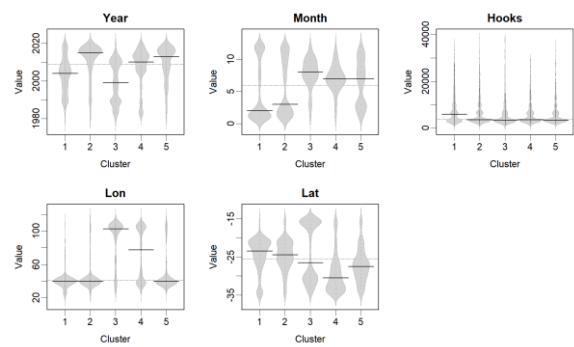 Year
Value
1980
2000
2020
1 2 3 4 5
Cluster
Month
Value
0
5
10
1 2 3 4 5
Cluster
Hooks
Value
0
20000
40000
1 2 3 4 5
Cluster
Lon
Value
20
60
100
1 2 3 4 5
Cluster
Lat
Value
-35
-25
-15
1 2 3 4 5
Cluster